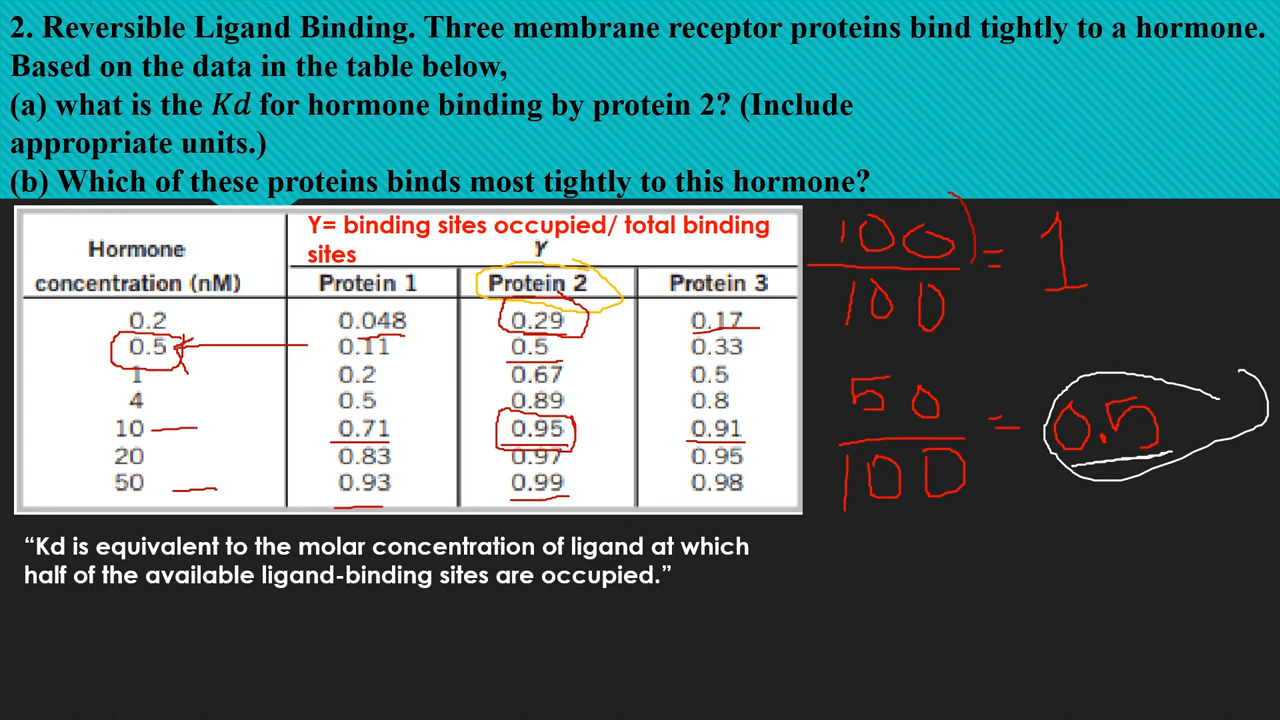 2. Reversible Ligand Binding. Three membrane receptor proteins bind tightly to a hormone.
Based on the data in the table below,
(a) what is the Kd for hormone binding by protein 2? (Include
appropriate units.)
(b) Which of these proteins binds most tightly to this hormone?
Y= binding sites occupied/ total binding
sites
Y
Hormone
concentration (nM) Protein 1 Protein 2 Protein 3
0.2 0.048 0.29 0.17
0.5 0.11 0.5 0.33
1 0.2 0.67 0.5
4 0.5 0.89 0.8
10 0.71 0.95 0.91
20 0.83 0.97 0.95
50 0.93 0.99 0.98
100
100
= 1
50
100
= 0.5
“Kd is equivalent to the molar concentration of ligand at which
half of the available ligand-binding sites are occupied.”